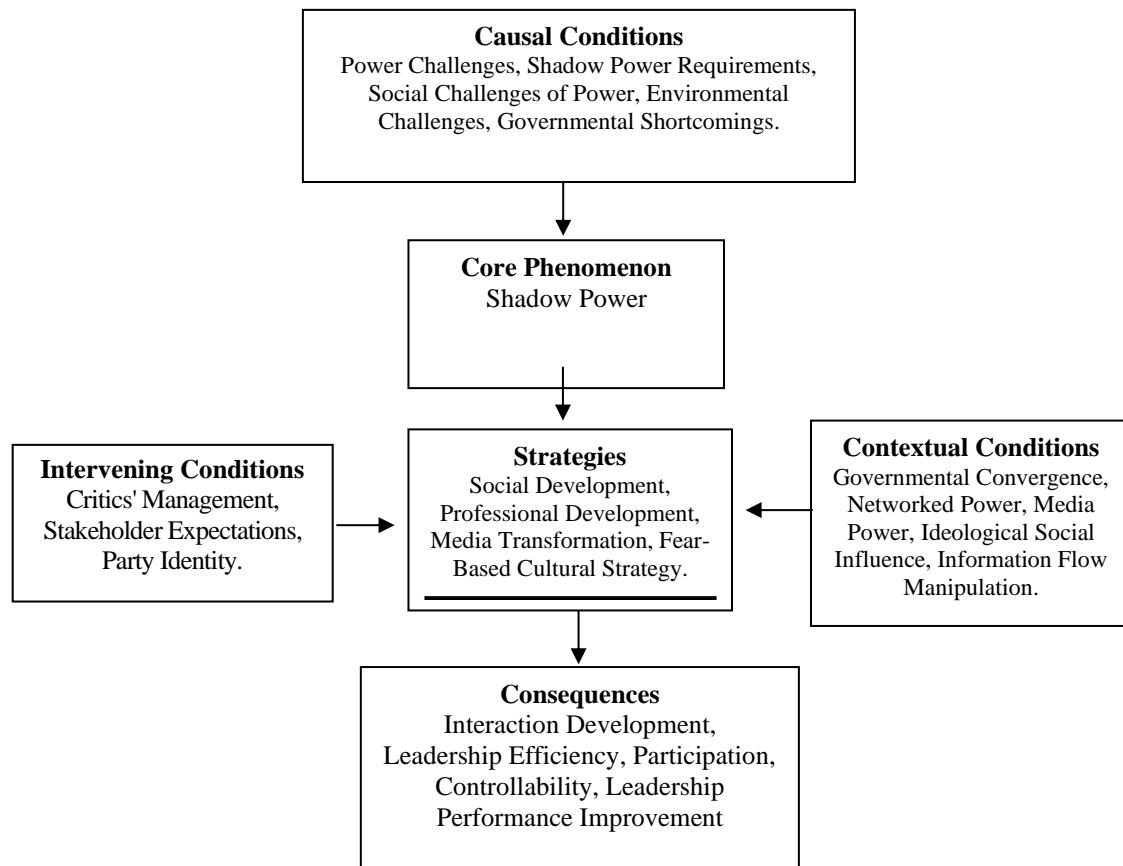 Causal Conditions
Power Challenges, Shadow Power Requirements,
Social Challenges of Power, Environmental
Challenges, Governmental Shortcomings.
Core Phenomenon
Shadow Power
Intervening Conditions
Critics' Management,
Stakeholder Expectations,
Party Identity.
Strategies
Social Development,
Professional Development,
Media Transformation, Fear-
Based Cultural Strategy.
Contextual Conditions
Governmental Convergence,
Networked Power, Media
Power, Ideological Social
Influence, Information Flow
Manipulation.
Consequences
Interaction Development,
Leadership Efficiency, Participation,
Controllability, Leadership
Performance Improvement